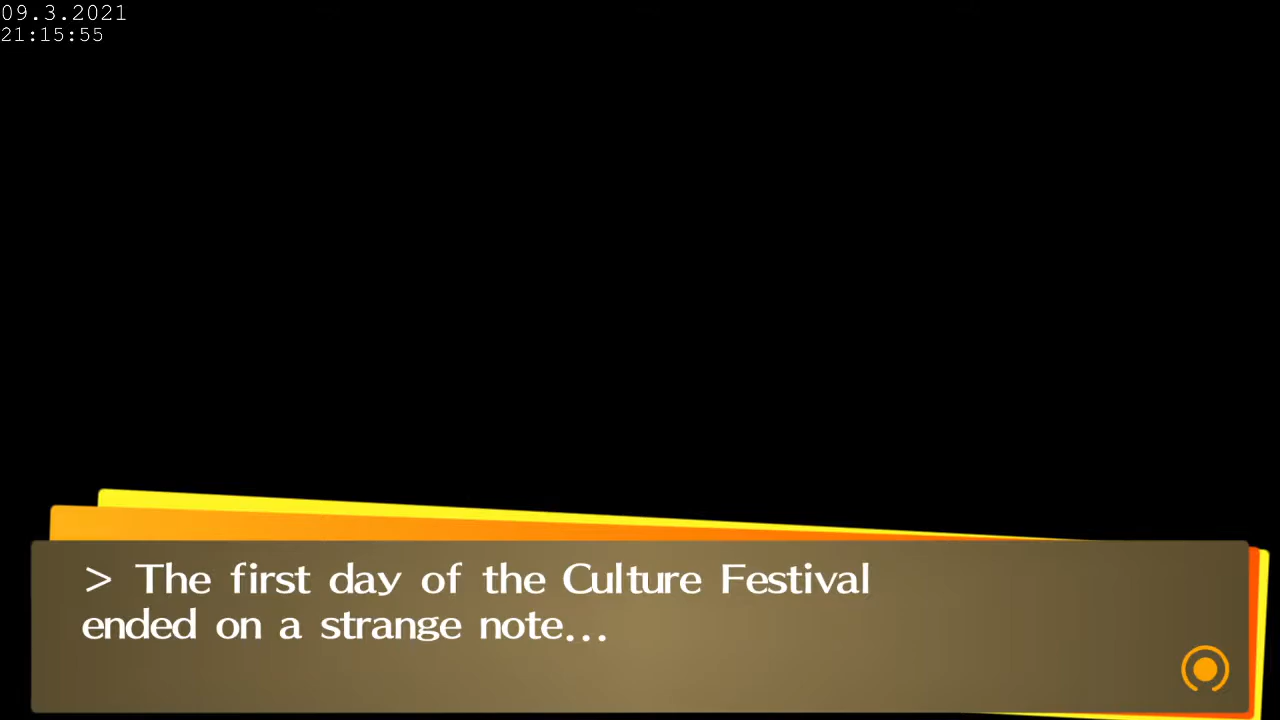 09.3.2021
21:15:55
> The first day of the Culture Festival
ended on a strange note...